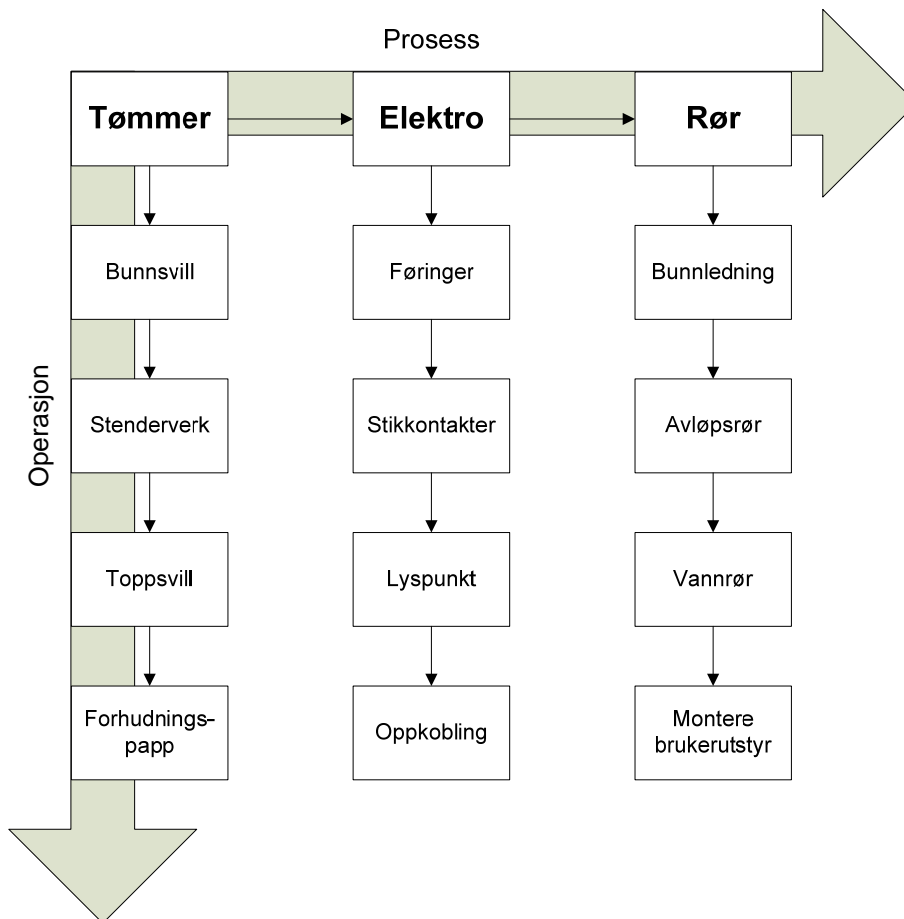 Prosess
Tømmer
Elektro
Rør
Operasjon
Bunnsvill
Føringer
Bunnledning
Stenderverk
Stikkontakter
Avløpsrør
Toppsvill
Lyspunkt
Vannrør
Forhudnings-
papp
Oppkobling
Montere
brukerutstyr